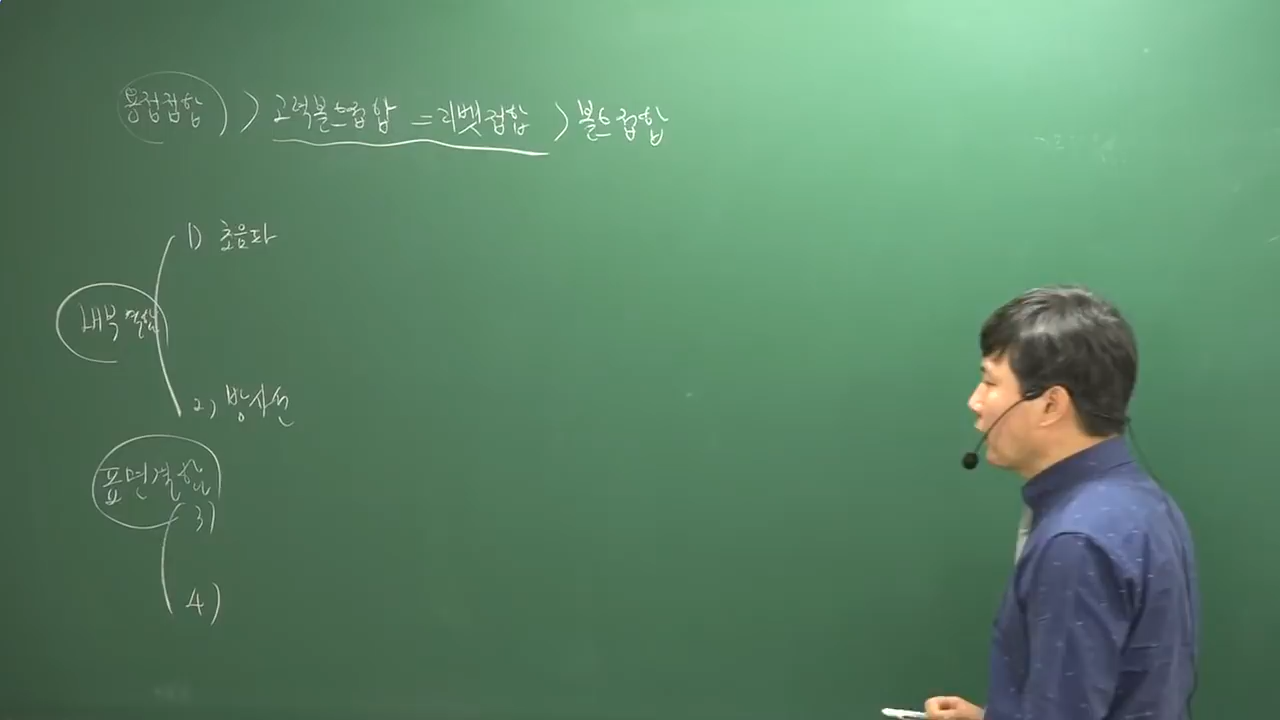 용접접합 > 고력볼트접합 = 리벳접합 > 볼트접합
1) 초음파
내부결함
2) 방사선
표면결함
3)
4)